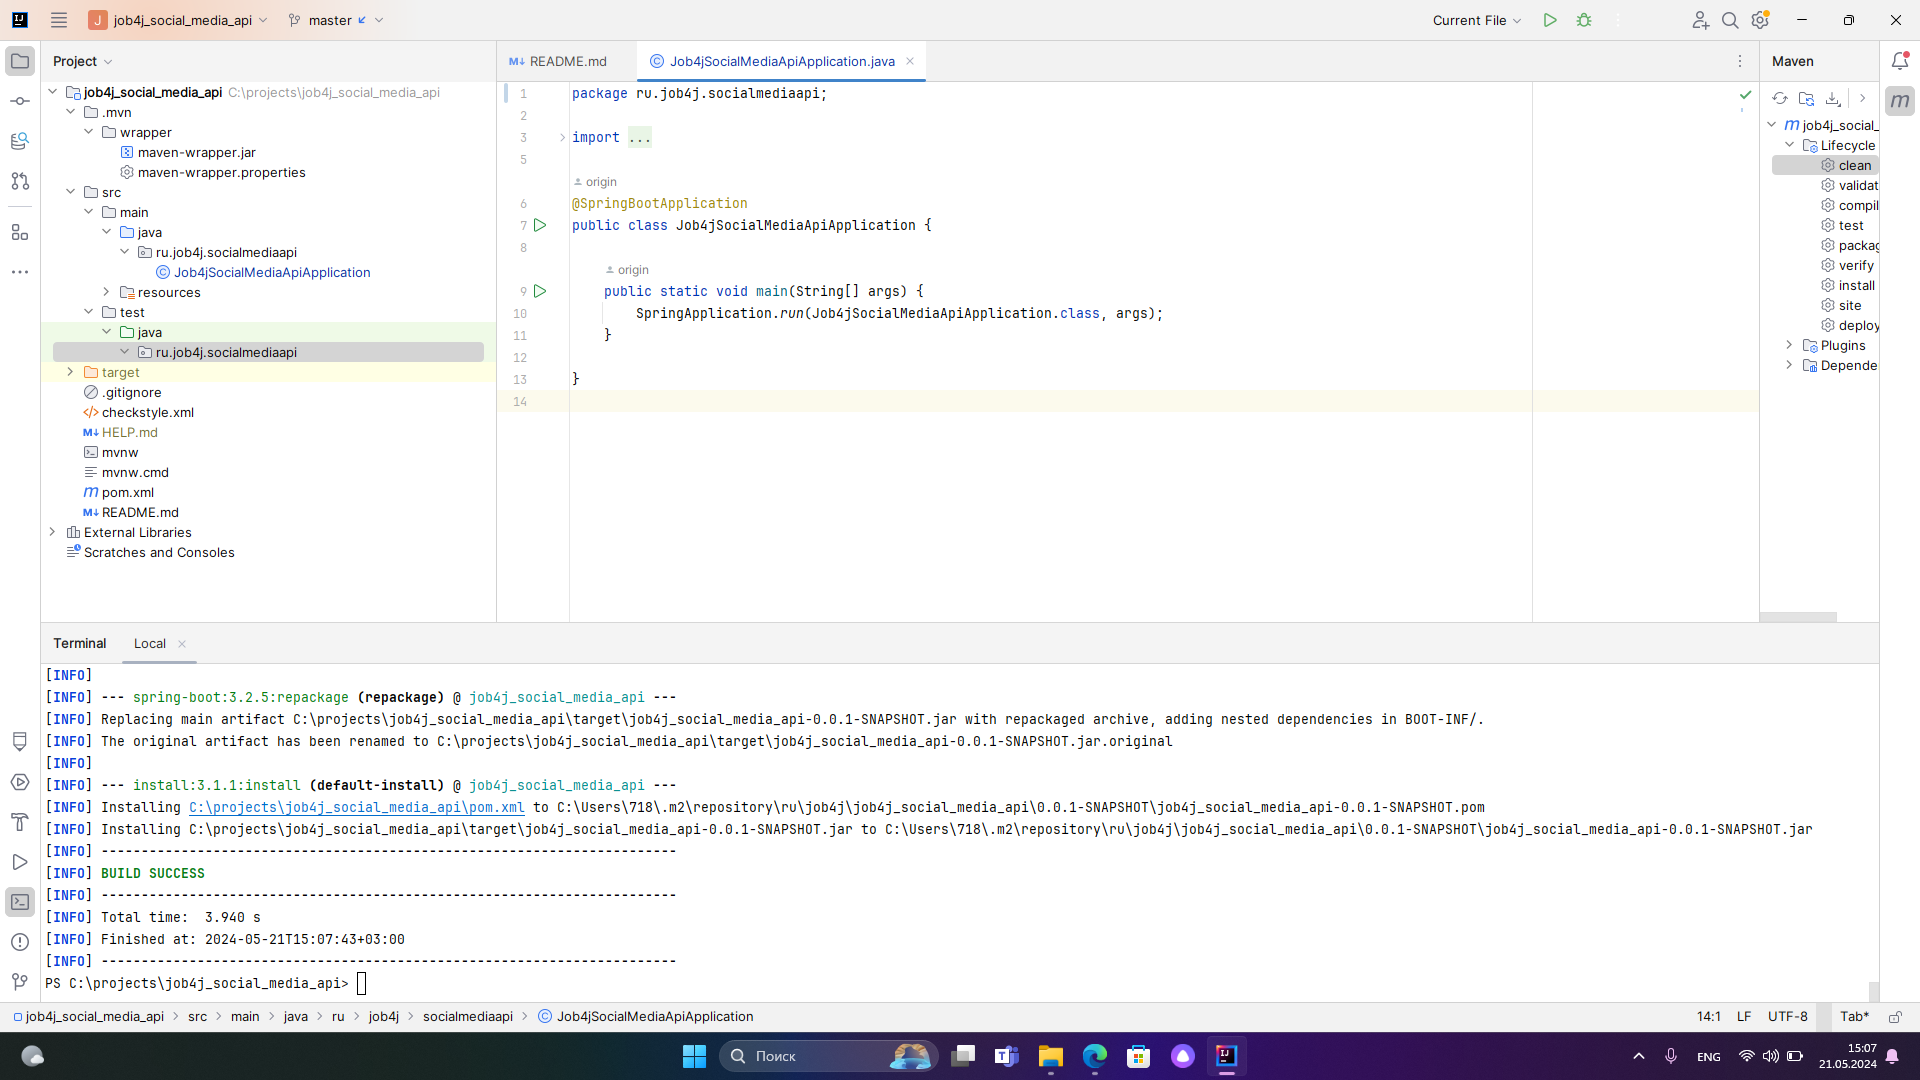 J job4j_social_media_api master Current File
Project
job4j_social_media_api C:\projects\job4j_social_media_api
.mvn
wrapper
maven-wrapper.jar
maven-wrapper.properties
src
main
java
ru.job4j.socialmediaapi
Job4jSocialMediaApiApplication
resources
test
java
ru.job4j.socialmediaapi
target
.gitignore
checkstyle.xml
M↓ HELP.md
mvnw
mvnw.cmd
m pom.xml
M↓ README.md
External Libraries
Scratches and Consoles
M↓ README.md
Job4jSocialMediaApiApplication.java
1 package ru.job4j.socialmediaapi;
2
3 import ...
5
origin
6 @SpringBootApplication
7 public class Job4jSocialMediaApiApplication {
8
origin
9 public static void main(String[] args) {
10 SpringApplication.run(Job4jSocialMediaApiApplication.class, args);
11 }
12
13 }
14
Maven
m job4j_social_
Lifecycle
clean
validat
compil
test
packag
verify
install
site
deploy
Plugins
Depende
m
Terminal Local
[INFO]
[INFO] --- spring-boot:3.2.5:repackage (repackage) @ job4j_social_media_api ---
[INFO] Replacing main artifact C:\projects\job4j_social_media_api\target\job4j_social_media_api-0.0.1-SNAPSHOT.jar with repackaged archive, adding nested dependencies in BOOT-INF/.
[INFO] The original artifact has been renamed to C:\projects\job4j_social_media_api\target\job4j_social_media_api-0.0.1-SNAPSHOT.jar.original
[INFO]
[INFO] --- install:3.1.1:install (default-install) @ job4j_social_media_api ---
[INFO] Installing C:\projects\job4j_social_media_api\pom.xml to C:\Users\718\.m2\repository\ru\job4j\job4j_social_media_api\0.0.1-SNAPSHOT\job4j_social_media_api-0.0.1-SNAPSHOT.pom
[INFO] Installing C:\projects\job4j_social_media_api\target\job4j_social_media_api-0.0.1-SNAPSHOT.jar to C:\Users\718\.m2\repository\ru\job4j\job4j_social_media_api\0.0.1-SNAPSHOT\job4j_social_media_api-0.0.1-SNAPSHOT.jar
[INFO] ------------------------------------------------------------------------
[INFO] BUILD SUCCESS
[INFO] ------------------------------------------------------------------------
[INFO] Total time:  3.940 s
[INFO] Finished at: 2024-05-21T15:07:43+03:00
[INFO] ------------------------------------------------------------------------
PS C:\projects\job4j_social_media_api>
job4j_social_media_api > src > main > java > ru > job4j > socialmediaapi > Job4jSocialMediaApiApplication 14:1 LF UTF-8 Tab*
Поиск
ENG
15:07
21.05.2024